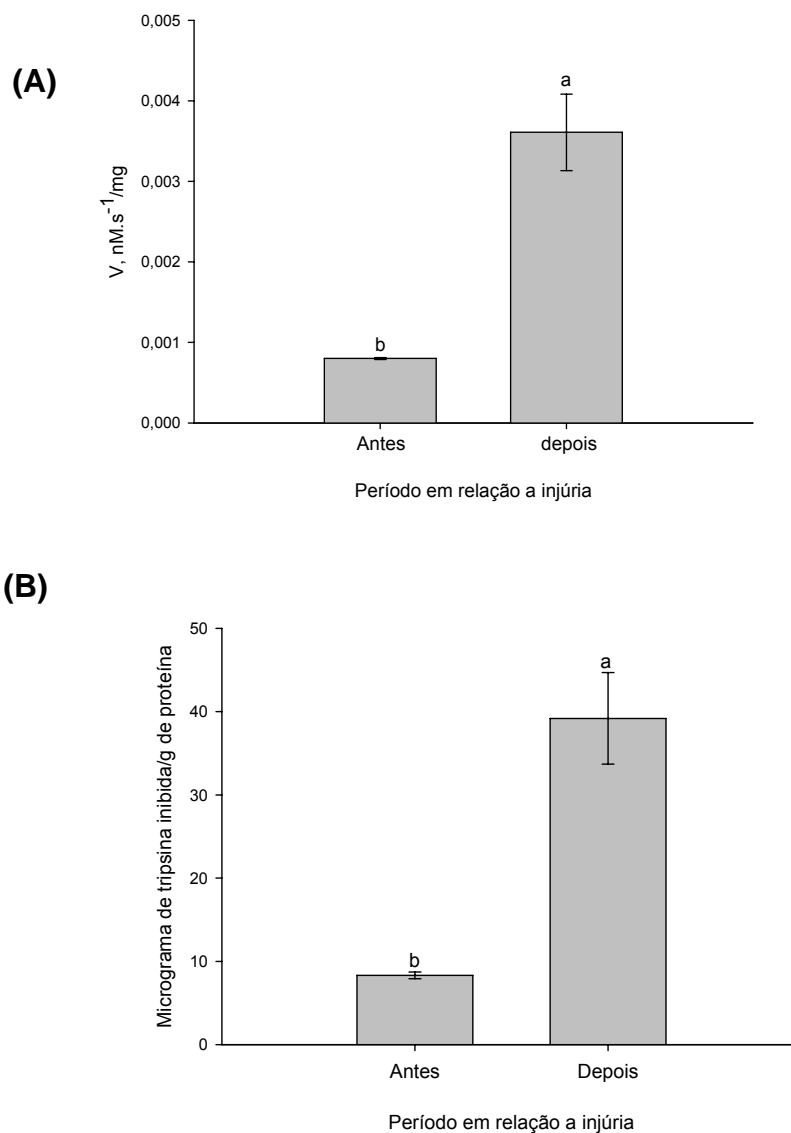 (A)
V, nM.s-1/mg
0,005
0,004
0,003
0,002
0,001
0,000
b
a
Antes
depois
Período em relação a injúria
(B)
Micrograma de tripsina inibida/g de proteína
50
40
30
20
10
0
b
a
Antes
Depois
Período em relação a injúria